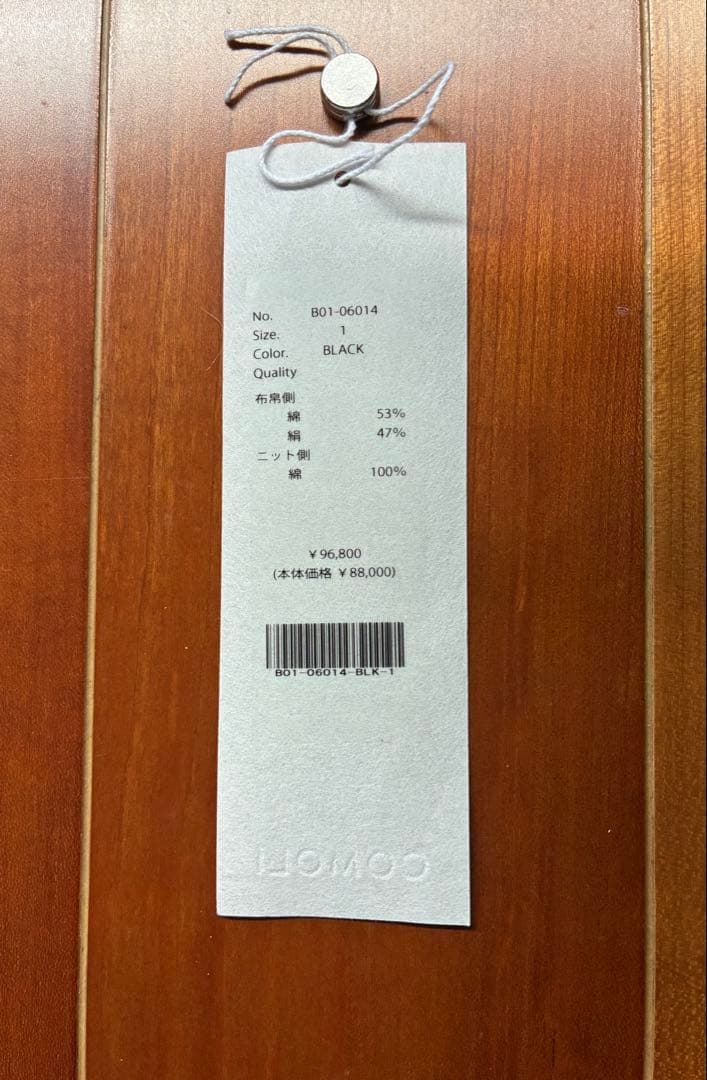 No. B01-06014
Size. 1
Color. BLACK
Quality
布帛側
綿 53%
絹 47%
ニット側
綿 100%
¥96,800
(本体価格 ¥88,000)
B01-06014-BLK-1
COMOLI